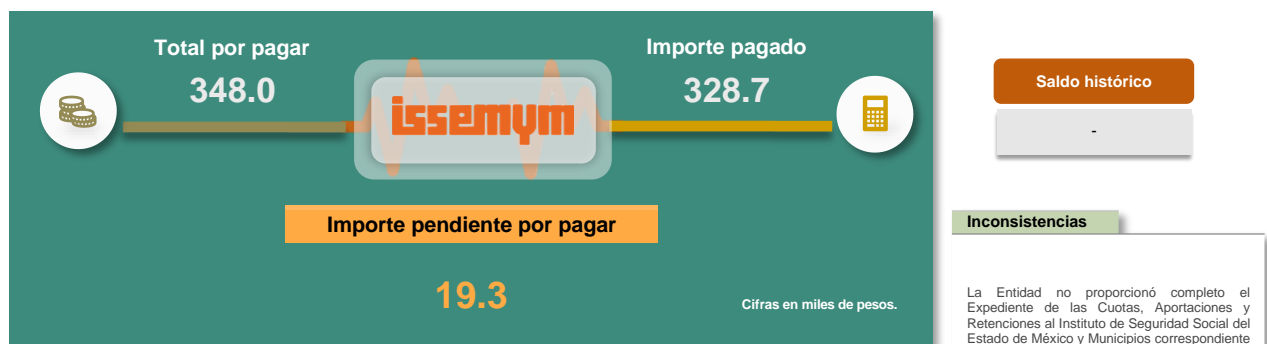 Total por pagar
348.0
issemym
Importe pagado
328.7
Importe pendiente por pagar
19.3
Cifras en miles de pesos.
Saldo histórico
-
Inconsistencias
La Entidad no proporcionó completo el
Expediente de las Cuotas, Aportaciones y
Retenciones al Instituto de Seguridad Social del
Estado de México y Municipios correspondiente